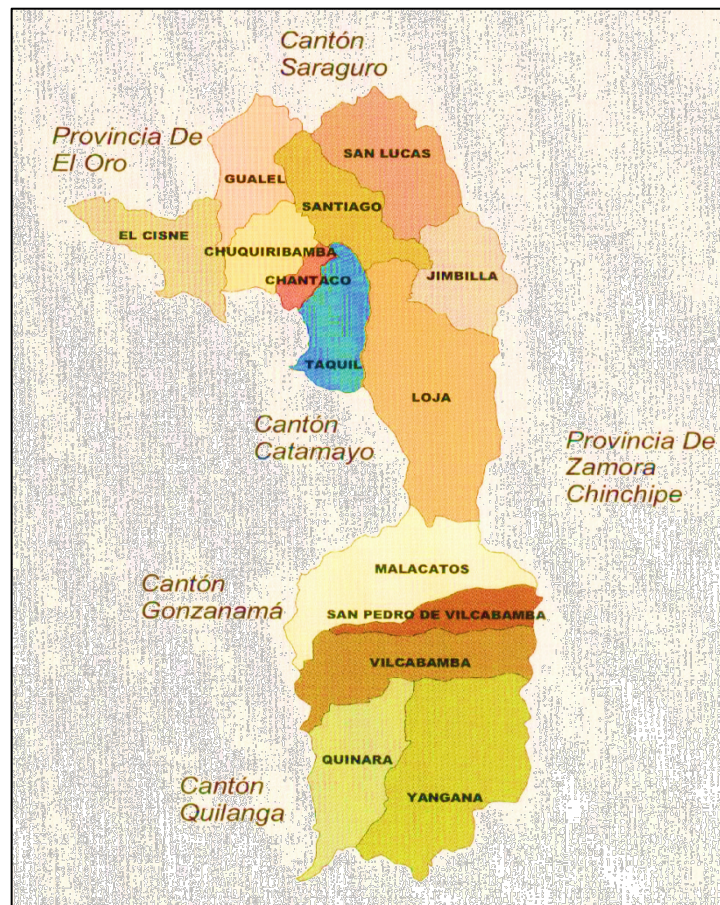 Cantón
Saraguro
Provincia De
El Oro
SAN LUCAS
GUALEL
SANTIAGO
EL CISNE
CHUQUIRIBAMBA
CHANTACO
JIMBILLA
TAQUIL
LOJA
Cantón
Catamayo
Provincia De
Zamora
Chinchipe
MALACATOS
Cantón
Gonzanamá
SAN PEDRO DE VILCABAMBA
VILCABAMBA
QUINARA
Cantón
Quilanga
YANGANA